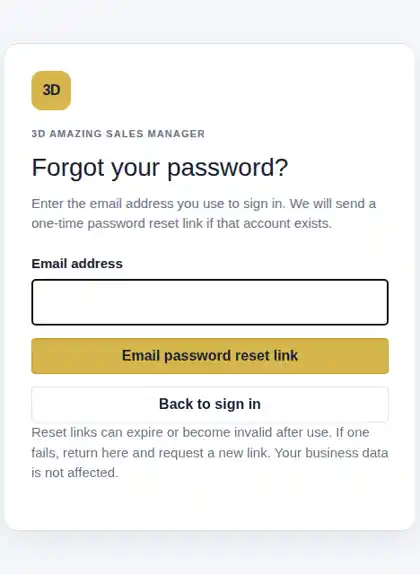 3D
3D AMAZING SALES MANAGER
Forgot your password?
Enter the email address you use to sign in. We will send a
one-time password reset link if that account exists.
Email address
Email password reset link
Back to sign in
Reset links can expire or become invalid after use. If one
fails, return here and request a new link. Your business data
is not affected.